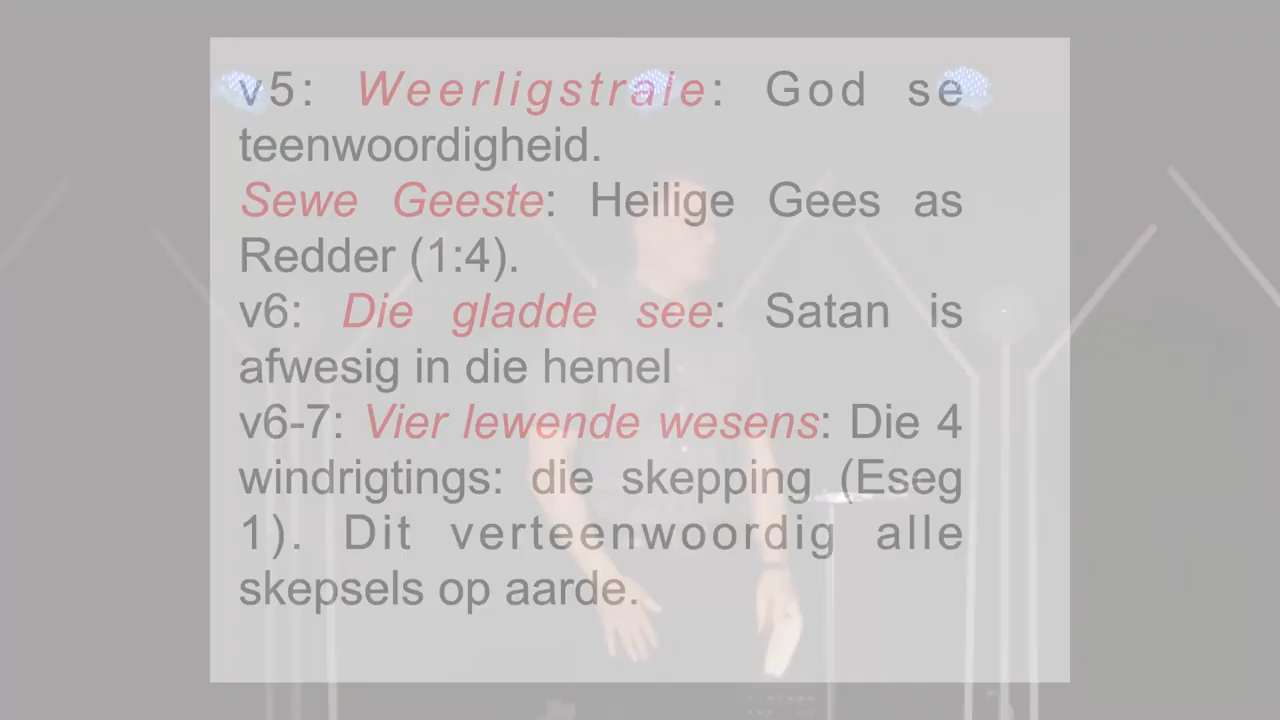 v5: Weerligstrale: God se
teenwoordigheid.
Sewe Geeste: Heilige Gees as
Redder (1:4).
v6: Die gladde see: Satan is
afwesig in die hemel
v6-7: Vier lewende wesens: Die 4
windrigtings: die skepping (Eseg
1). Dit verteenwoordig alle
skepsels op aarde.